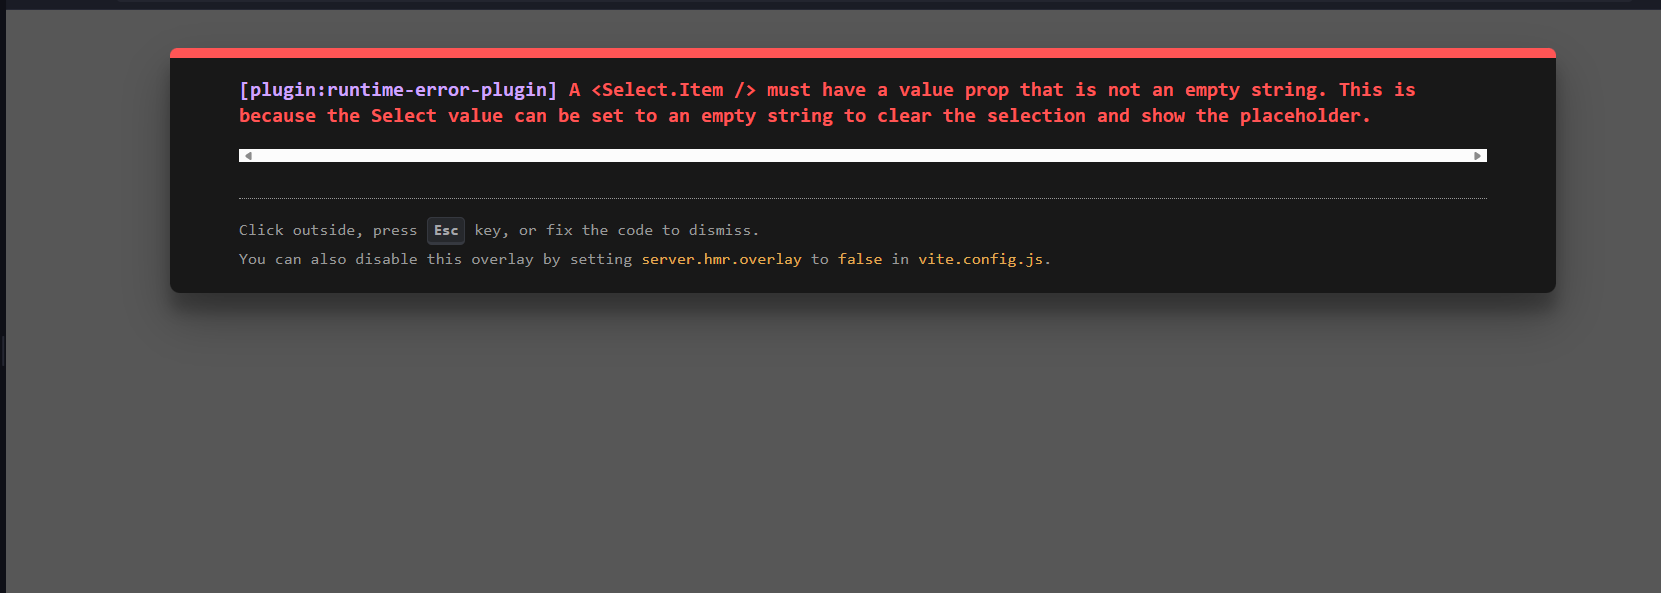 [plugin:runtime-error-plugin] A <Select.Item /> must have a value prop that is not an empty string. This is
because the Select value can be set to an empty string to clear the selection and show the placeholder.
Click outside, press Esc key, or fix the code to dismiss.
You can also disable this overlay by setting server.hmr.overlay to false in vite.config.js.